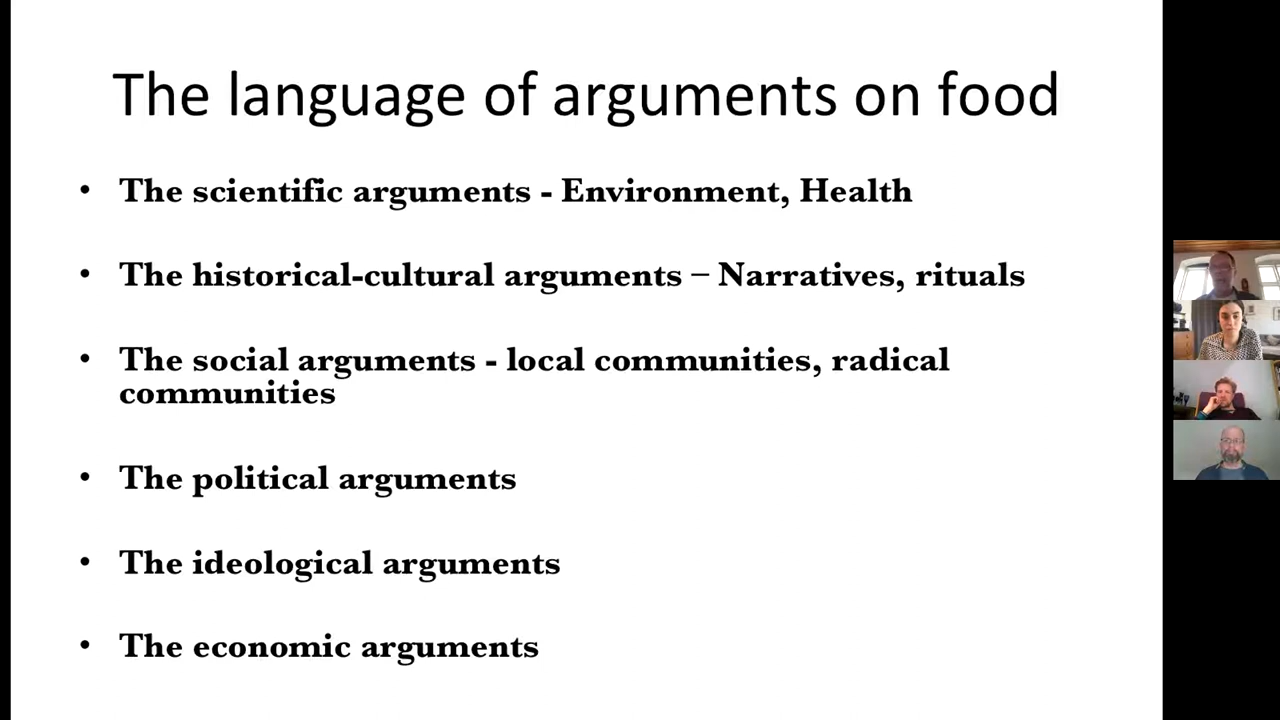 The language of arguments on food
• The scientific arguments - Environment, Health
• The historical-cultural arguments – Narratives, rituals
• The social arguments - local communities, radical
communities
• The political arguments
• The ideological arguments
• The economic arguments